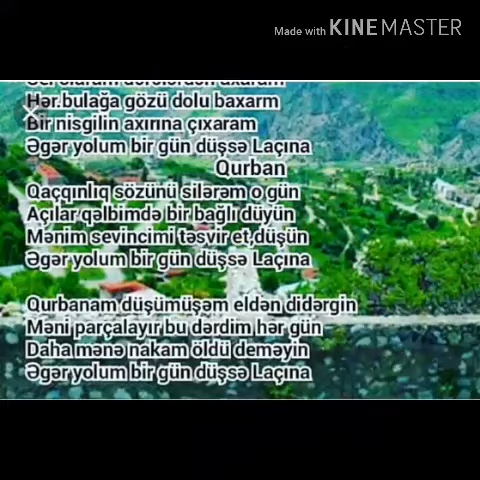 Made with KINEMASTER
Hər.bulağa gözü dolu baxarm
Bir nisgilin axırına çıxaram
Əgər yolum bir gün düşsə Laçına
Qurban
Qaçqınlıq sözünü silərəm o gün
Açılar qəlbimdə bir bağlı düyün
Mənim sevincimi təsvir et,düşün
Əgər yolum bir gün düşsə Laçına
Qurbanam düşümüşəm eldən didərgin
Məni parçalayır bu dərdim hər gün
Daha mənə nakam öldü deməyin
Əgər yolum bir gün düşsə Laçına